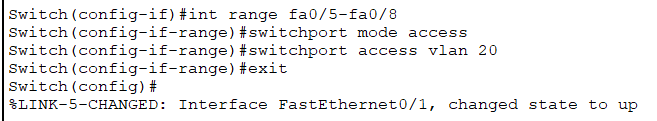 Switch(config-if)#int range fa0/5-fa0/8
Switch(config-if-range)#switchport mode access
Switch(config-if-range)#switchport access vlan 20
Switch(config-if-range)#exit
Switch(config)#
%LINK-5-CHANGED: Interface FastEthernet0/1, changed state to up